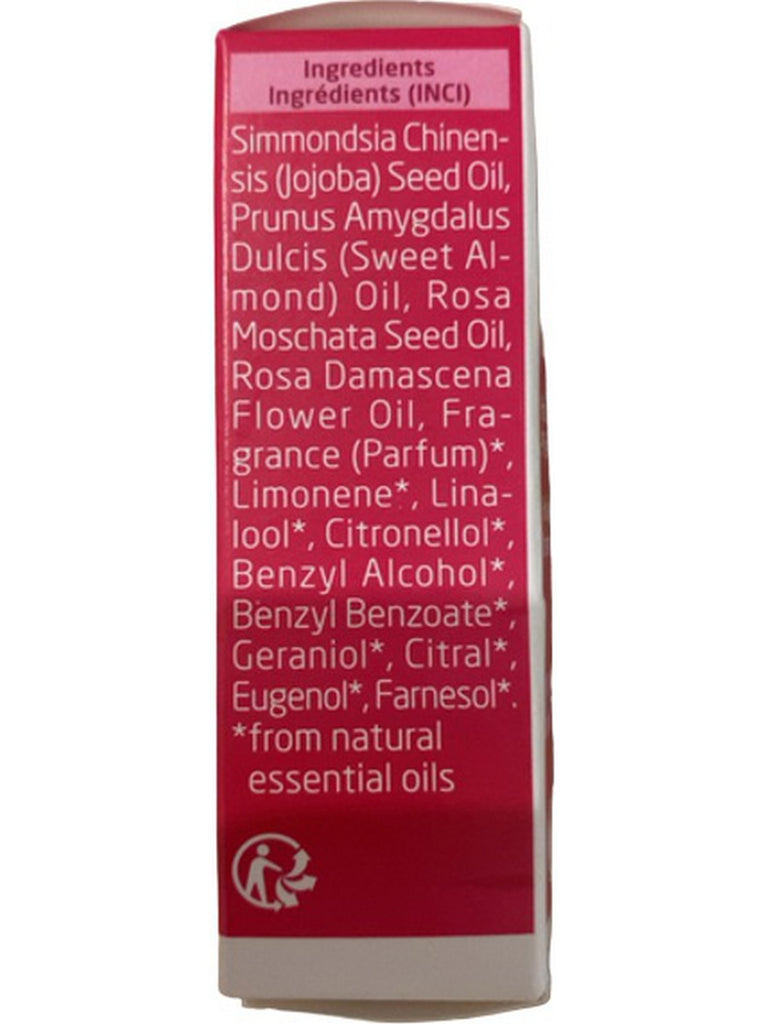 Ingredients
Ingrédients (INCI)
Simmondsia Chinen-
sis (Jojoba) Seed Oil,
Prunus Amygdalus
Dulcis (Sweet Al-
mond) Oil, Rosa
Moschata Seed Oil,
Rosa Damascena
Flower Oil, Fra-
grance (Parfum)*,
Limonene*, Lina-
lool*, Citronellol*,
Benzyl Alcohol*,
Benzyl Benzoate*,
Geraniol*, Citral*,
Eugenol*, Farnesol*.
*from natural
essential oils